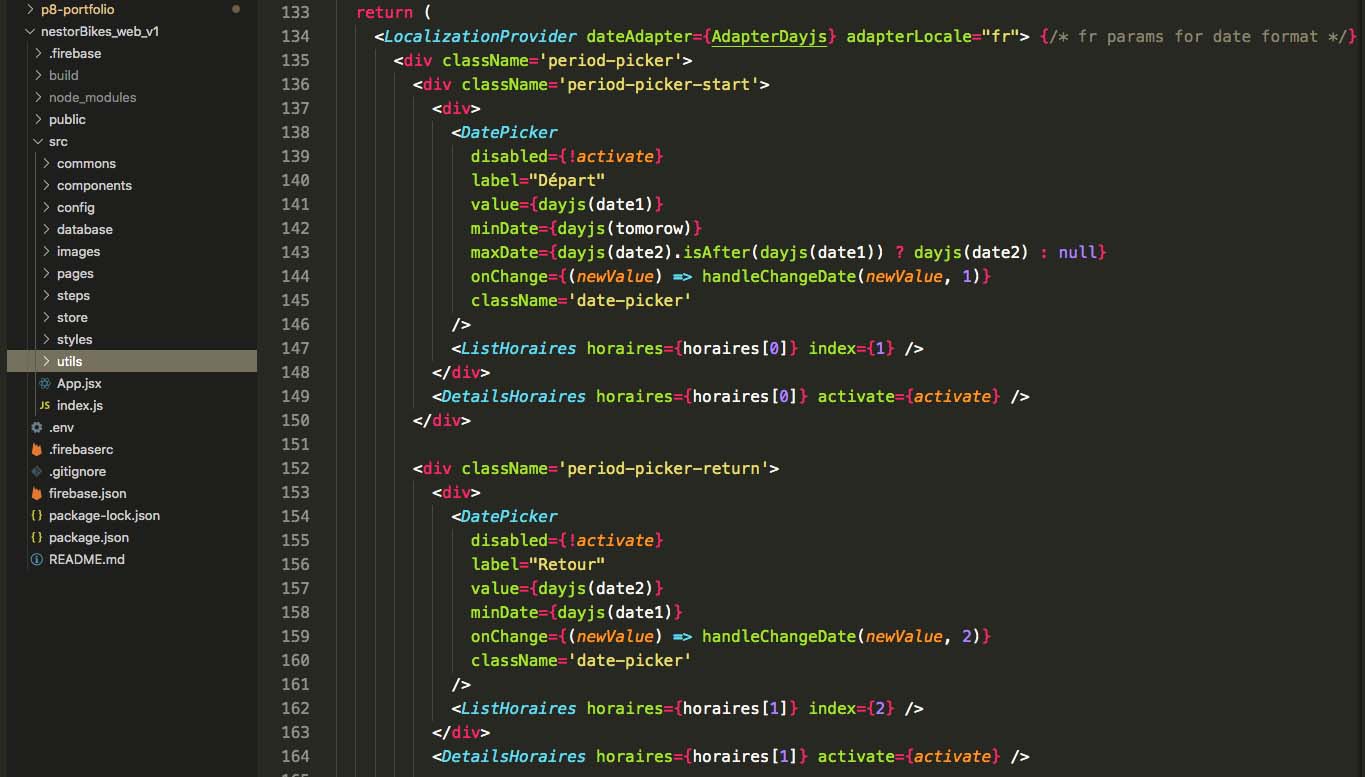 p8-portfolio
nestorBikes_web_v1
.firebase
build
node_modules
public
src
commons
components
config
database
images
pages
steps
store
styles
utils
App.jsx
JS index.js
.env
.firebaserc
.gitignore
firebase.json
{} package-lock.json
{} package.json
README.md
133 return (
134 <LocalizationProvider dateAdapter={AdapterDayjs} adapterLocale="fr"> {/* fr params for date format */}
135 <div className='period-picker'>
136 <div className='period-picker-start'>
137 <div>
138 <DatePicker
139 disabled={!activate}
140 label="Départ"
141 value={dayjs(date1)}
142 minDate={dayjs(tomorow)}
143 maxDate={dayjs(date2).isAfter(dayjs(date1)) ? dayjs(date2) : null}
144 onChange={(newValue) => handleChangeDate(newValue, 1)}
145 className='date-picker'
146 />
147 <ListHoraires horaires={horaires[0]} index={1} />
148 </div>
149 <DetailsHoraires horaires={horaires[0]} activate={activate} />
150 </div>
151
152 <div className='period-picker-return'>
153 <div>
154 <DatePicker
155 disabled={!activate}
156 label="Retour"
157 value={dayjs(date2)}
158 minDate={dayjs(date1)}
159 onChange={(newValue) => handleChangeDate(newValue, 2)}
160 className='date-picker'
161 />
162 <ListHoraires horaires={horaires[1]} index={2} />
163 </div>
164 <DetailsHoraires horaires={horaires[1]} activate={activate} />